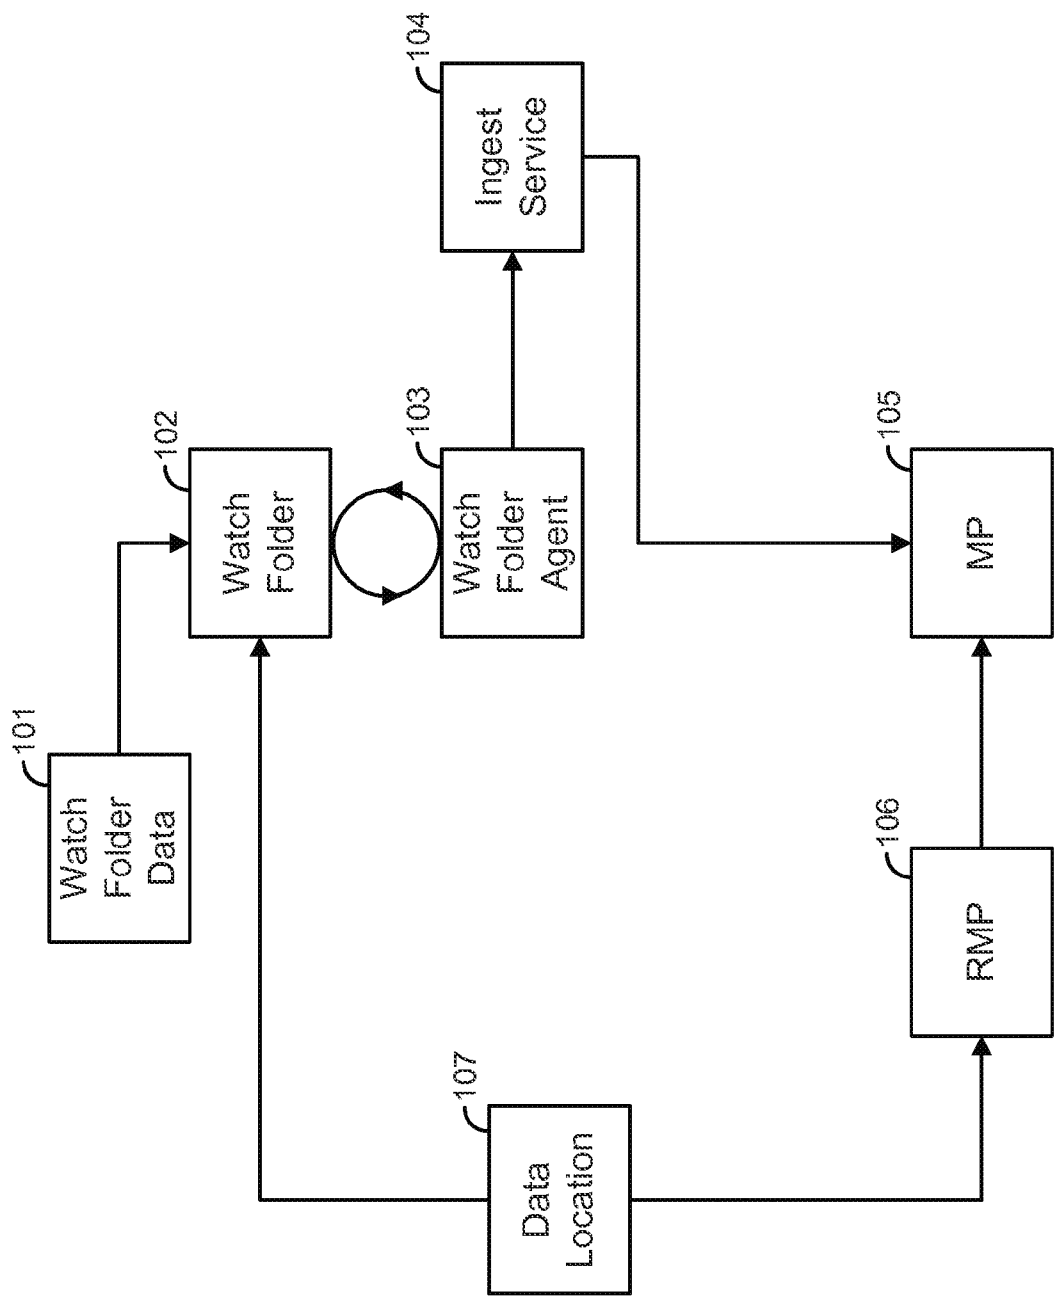 101
Watch
Folder
Data
102
Watch
Folder
103
Watch
Folder
Agent
104
Ingest
Service
105
MP
106
RMP
107
Data
Location